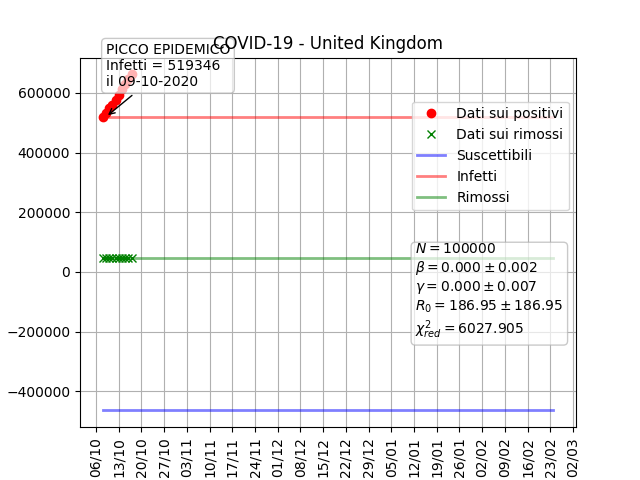 COVID-19 - United Kingdom
PICCO EPIDEMICO
Infetti = 519346
il 09-10-2020
600000
400000
200000
0
−200000
−400000
Dati sui positivi
Dati sui rimossi
Suscettibili
Infetti
Rimossi
N = 100000
β = 0.000 ± 0.002
γ = 0.000 ± 0.007
R₀ = 186.95 ± 186.95
χ²red = 6027.905
06/10
13/10
20/10
27/10
03/11
10/11
17/11
24/11
01/12
08/12
15/12
22/12
29/12
05/01
12/01
19/01
26/01
02/02
09/02
16/02
23/02
02/03